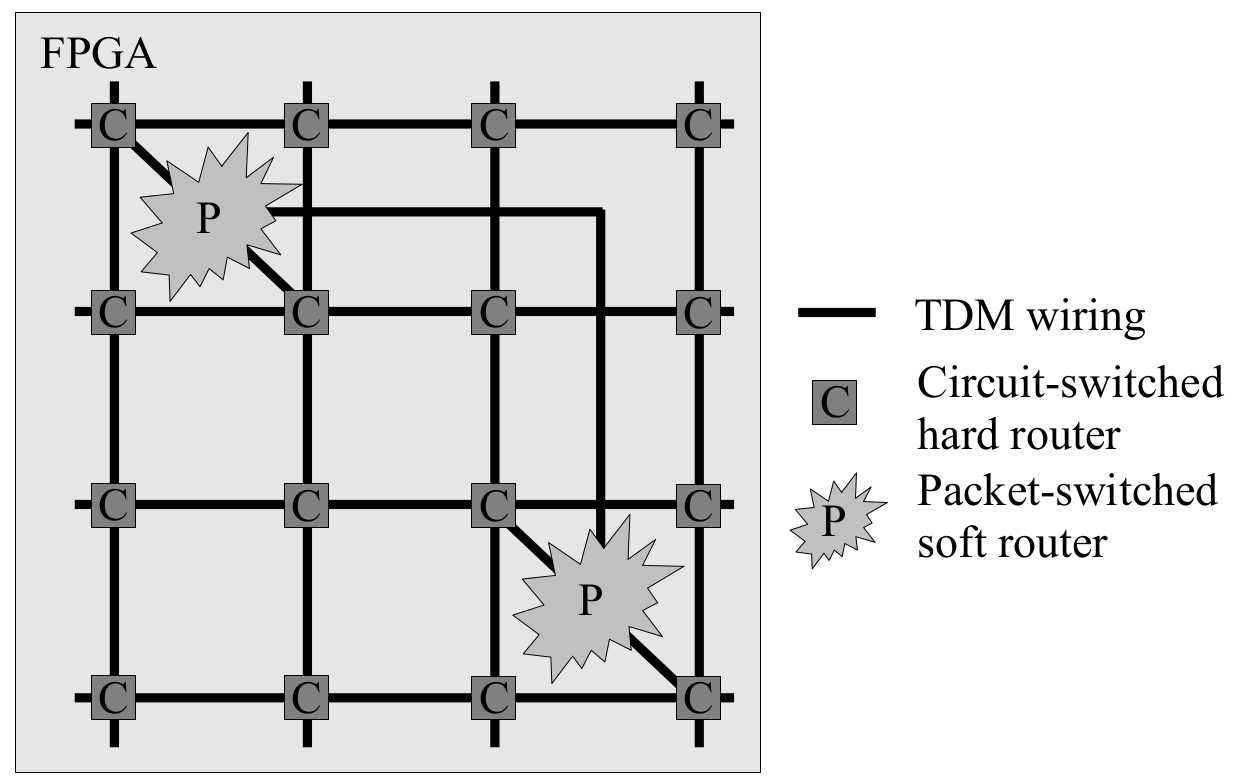 FPGA
C C C C
P
C C C C
C C C C
P
C C C C
TDM wiring
C
Circuit-switched
hard router
P
Packet-switched
soft router